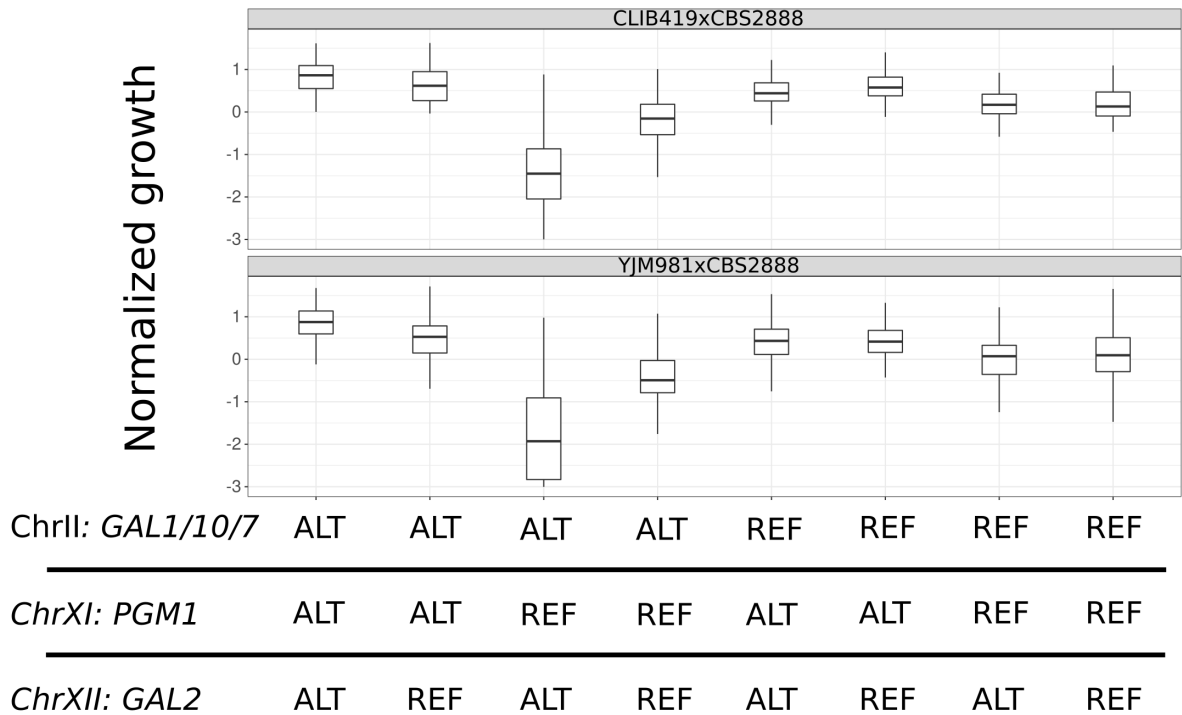 CLIB419xCBS2888
1
0
-1
-2
-3
Normalized growth
YJM981xCBS2888
1
0
-1
-2
-3
ChrII: GAL1/10/7 ALT ALT ALT ALT REF REF REF REF
ChrXI: PGM1 ALT ALT REF REF ALT ALT REF REF
ChrXII: GAL2 ALT REF ALT REF ALT REF ALT REF